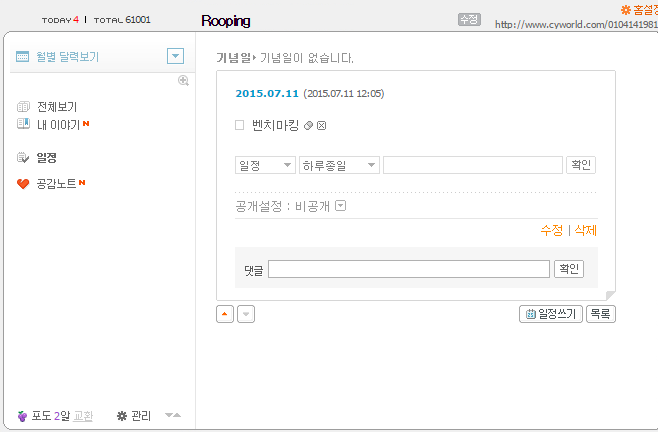 TODAY 4 | TOTAL 61001
Rooping
수정
홈설정
http://www.cyworld.com/0104141981
월별 달력보기
전체보기
내 이야기 N
일정
공감노트 N
기념일 기념일이 없습니다.
2015.07.11 (2015.07.11 12:05)
벤치마킹
일정 하루종일 확인
공개설정 : 비공개
수정 | 삭제
댓글 확인
일정쓰기 목록
포도 2알 교환 관리